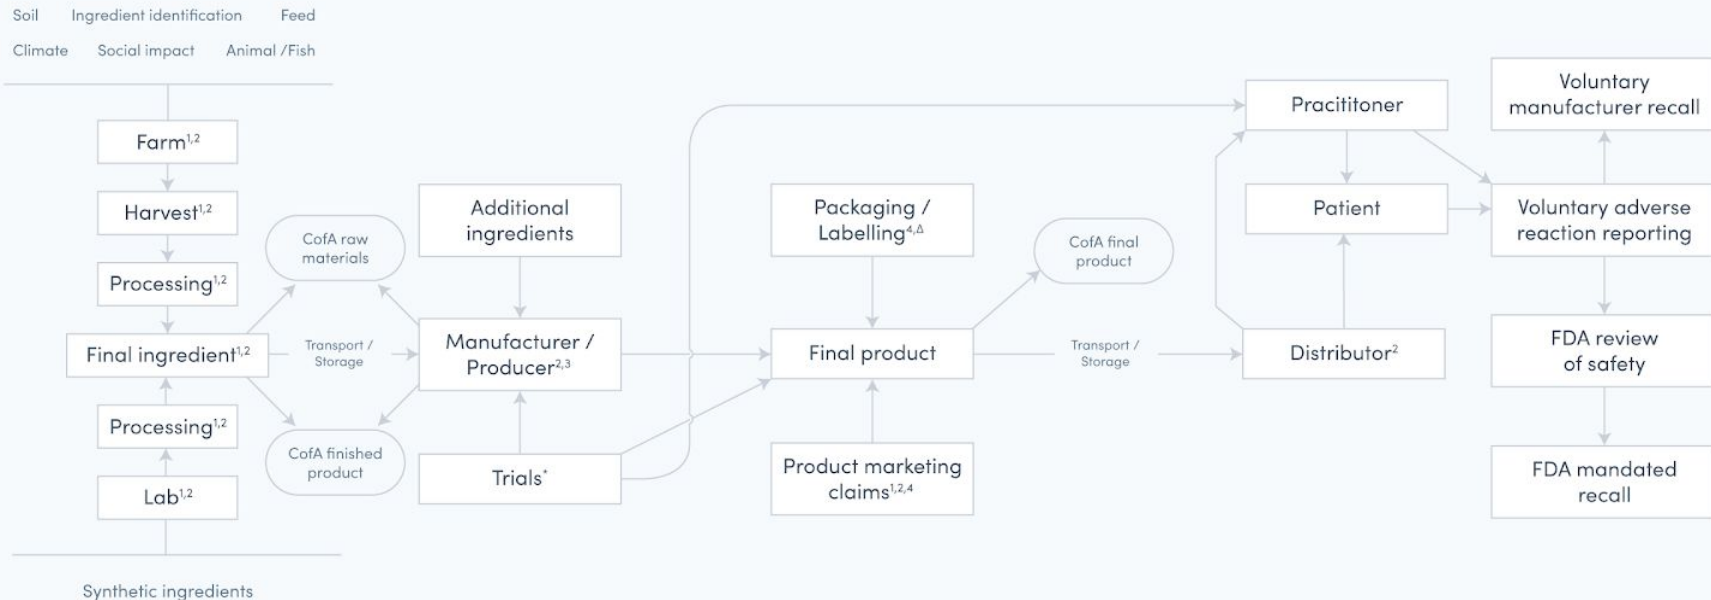 Soil Ingredient identification Feed
Climate Social impact Animal /Fish
Farm1,2
Harvest1,2
Processing1,2
Final ingredient1,2
Processing1,2
Lab1,2
Synthetic ingredients
CofA raw
materials
Transport /
Storage
CofA finished
product
Additional
ingredients
Manufacturer /
Producer2,3
Trials*
Packaging /
Labelling4,Δ
Final product
Product marketing
claims1,2,4
CofA final
product
Transport /
Storage
Pracititoner
Patient
Distributor2
Voluntary
manufacturer recall
Voluntary adverse
reaction reporting
FDA review
of safety
FDA mandated
recall